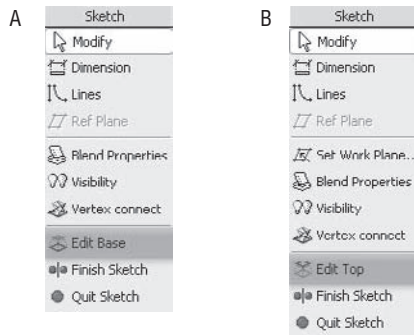 A
Sketch
Modify
Dimension
Lines
Ref Plane
Blend Properties
Visibility
Vertex connect
Edit Base
Finish Sketch
Quit Sketch
B
Sketch
Modify
Dimension
Lines
Ref Plane
Set Work Plane...
Blend Properties
Visibility
Vertex connect
Edit Top
Finish Sketch
Quit Sketch